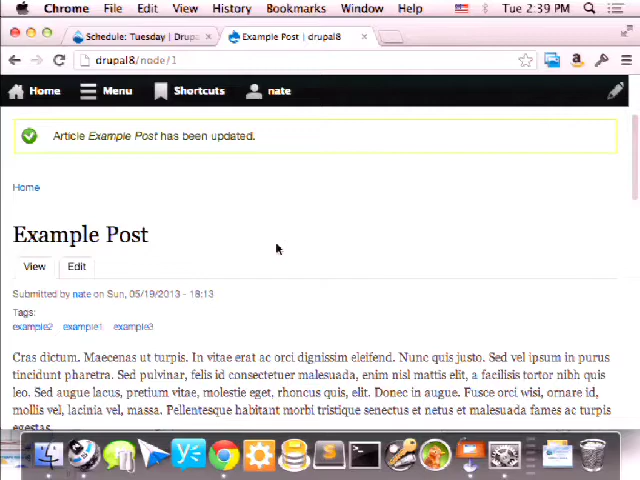 Chrome File Edit View History Bookmarks Window Help Tue 2:39 PM
Schedule: Tuesday | Drupa Example Post | drupal8
drupal8/node/1
Home Menu Shortcuts nate
Article Example Post has been updated.
Home
Example Post
View Edit
Submitted by nate on Sun, 05/19/2013 - 18:13
Tags:
example2 example1 example3
Cras dictum. Maecenas ut turpis. In vitae erat ac orci dignissim eleifend. Nunc quis justo. Sed vel ipsum in purus
tincidunt pharetra. Sed pulvinar, felis id consectetuer malesuada, enim nisl mattis elit, a facilisis tortor nibh quis
leo. Sed augue lacus, pretium vitae, molestie eget, rhoncus quis, elit. Donec in augue. Fusce orci wisi, ornare id,
mollis vel, lacinia vel, massa. Pellentesque habitant morbi tristique senectus et netus et malesuada fames ac turpis
egestas.